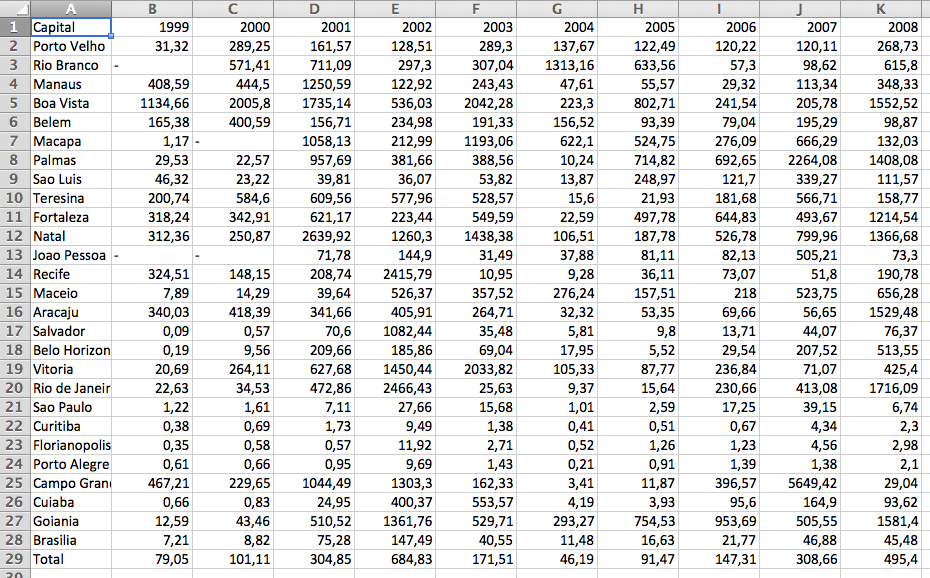 A B C D E F G H I J K
1 Capital 1999 2000 2001 2002 2003 2004 2005 2006 2007 2008
2 Porto Velho 31,32 289,25 161,57 128,51 289,3 137,67 122,49 120,22 120,11 268,73
3 Rio Branco - 571,41 711,09 297,3 307,04 1313,16 633,56 57,3 98,62 615,8
4 Manaus 408,59 444,5 1250,59 122,92 243,43 47,61 55,57 29,32 113,34 348,33
5 Boa Vista 1134,66 2005,8 1735,14 536,03 2042,28 223,3 802,71 241,54 205,78 1552,52
6 Belem 165,38 400,59 156,71 234,98 191,33 156,52 93,39 79,04 195,29 98,87
7 Macapa 1,17 - 1058,13 212,99 1193,06 622,1 524,75 276,09 666,29 132,03
8 Palmas 29,53 22,57 957,69 381,66 388,56 10,24 714,82 692,65 2264,08 1408,08
9 Sao Luis 46,32 23,22 39,81 36,07 53,82 13,87 248,97 121,7 339,27 111,57
10 Teresina 200,74 584,6 609,56 577,96 528,57 15,6 21,93 181,68 566,71 158,77
11 Fortaleza 318,24 342,91 621,17 223,44 549,59 22,59 497,78 644,83 493,67 1214,54
12 Natal 312,36 250,87 2639,92 1260,3 1438,38 106,51 187,78 526,78 799,96 1366,68
13 Joao Pessoa - - 71,78 144,9 31,49 37,88 81,11 82,13 505,21 73,3
14 Recife 324,51 148,15 208,74 2415,79 10,95 9,28 36,11 73,07 51,8 190,78
15 Maceio 7,89 14,29 39,64 526,37 357,52 276,24 157,51 218 523,75 656,28
16 Aracaju 340,03 418,39 341,66 405,91 264,71 32,32 53,35 69,66 56,65 1529,48
17 Salvador 0,09 0,57 70,6 1082,44 35,48 5,81 9,8 13,71 44,07 76,37
18 Belo Horizon 0,19 9,56 209,66 185,86 69,04 17,95 5,52 29,54 207,52 513,55
19 Vitoria 20,69 264,11 627,68 1450,44 2033,82 105,33 87,77 236,84 71,07 425,4
20 Rio de Janeir 22,63 34,53 472,86 2466,43 25,63 9,37 15,64 230,66 413,08 1716,09
21 Sao Paulo 1,22 1,61 7,11 27,66 15,68 1,01 2,59 17,25 39,15 6,74
22 Curitiba 0,38 0,69 1,73 9,49 1,38 0,41 0,51 0,67 4,34 2,3
23 Florianopolis 0,35 0,58 0,57 11,92 2,71 0,52 1,26 1,23 4,56 2,98
24 Porto Alegre 0,61 0,66 0,95 9,69 1,43 0,21 0,91 1,39 1,38 2,1
25 Campo Gran 467,21 229,65 1044,49 1303,3 162,33 3,41 11,87 396,57 5649,42 29,04
26 Cuiaba 0,66 0,83 24,95 400,37 553,57 4,19 3,93 95,6 164,9 93,62
27 Goiania 12,59 43,46 510,52 1361,76 529,71 293,27 754,53 953,69 505,55 1581,4
28 Brasilia 7,21 8,82 75,28 147,49 40,55 11,48 16,63 21,77 46,88 45,48
29 Total 79,05 101,11 304,85 684,83 171,51 46,19 91,47 147,31 308,66 495,4